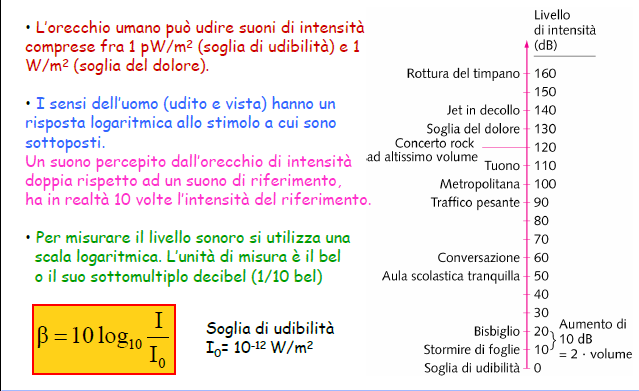 • L'orecchio umano può udire suoni di intensità
comprese fra 1 pW/m² (soglia di udibilità) e 1
W/m² (soglia del dolore).
• I sensi dell'uomo (udito e vista) hanno un
risposta logaritmica allo stimolo a cui sono
sottoposti.
Un suono percepito dall'orecchio di intensità
doppia rispetto ad un suono di riferimento,
ha in realtà 10 volte l'intensità del riferimento.
• Per misurare il livello sonoro si utilizza una
scala logaritmica. L'unità di misura è il bel
o il suo sottomultiplo decibel (1/10 bel)
β = 10 log₁₀ I/I₀
Soglia di udibilità
I₀= 10⁻¹² W/m²
Livello
di intensità
(dB)
Rottura del timpano 160
150
Jet in decollo 140
Soglia del dolore 130
Concerto rock
ad altissimo volume 120
Tuono 110
Metropolitana 100
Traffico pesante 90
80
70
Conversazione 60
Aula scolastica tranquilla 50
40
30
Bisbiglio 20
Stormire di foglie 10
Soglia di udibilità 0
Aumento di
10 dB
= 2 · volume